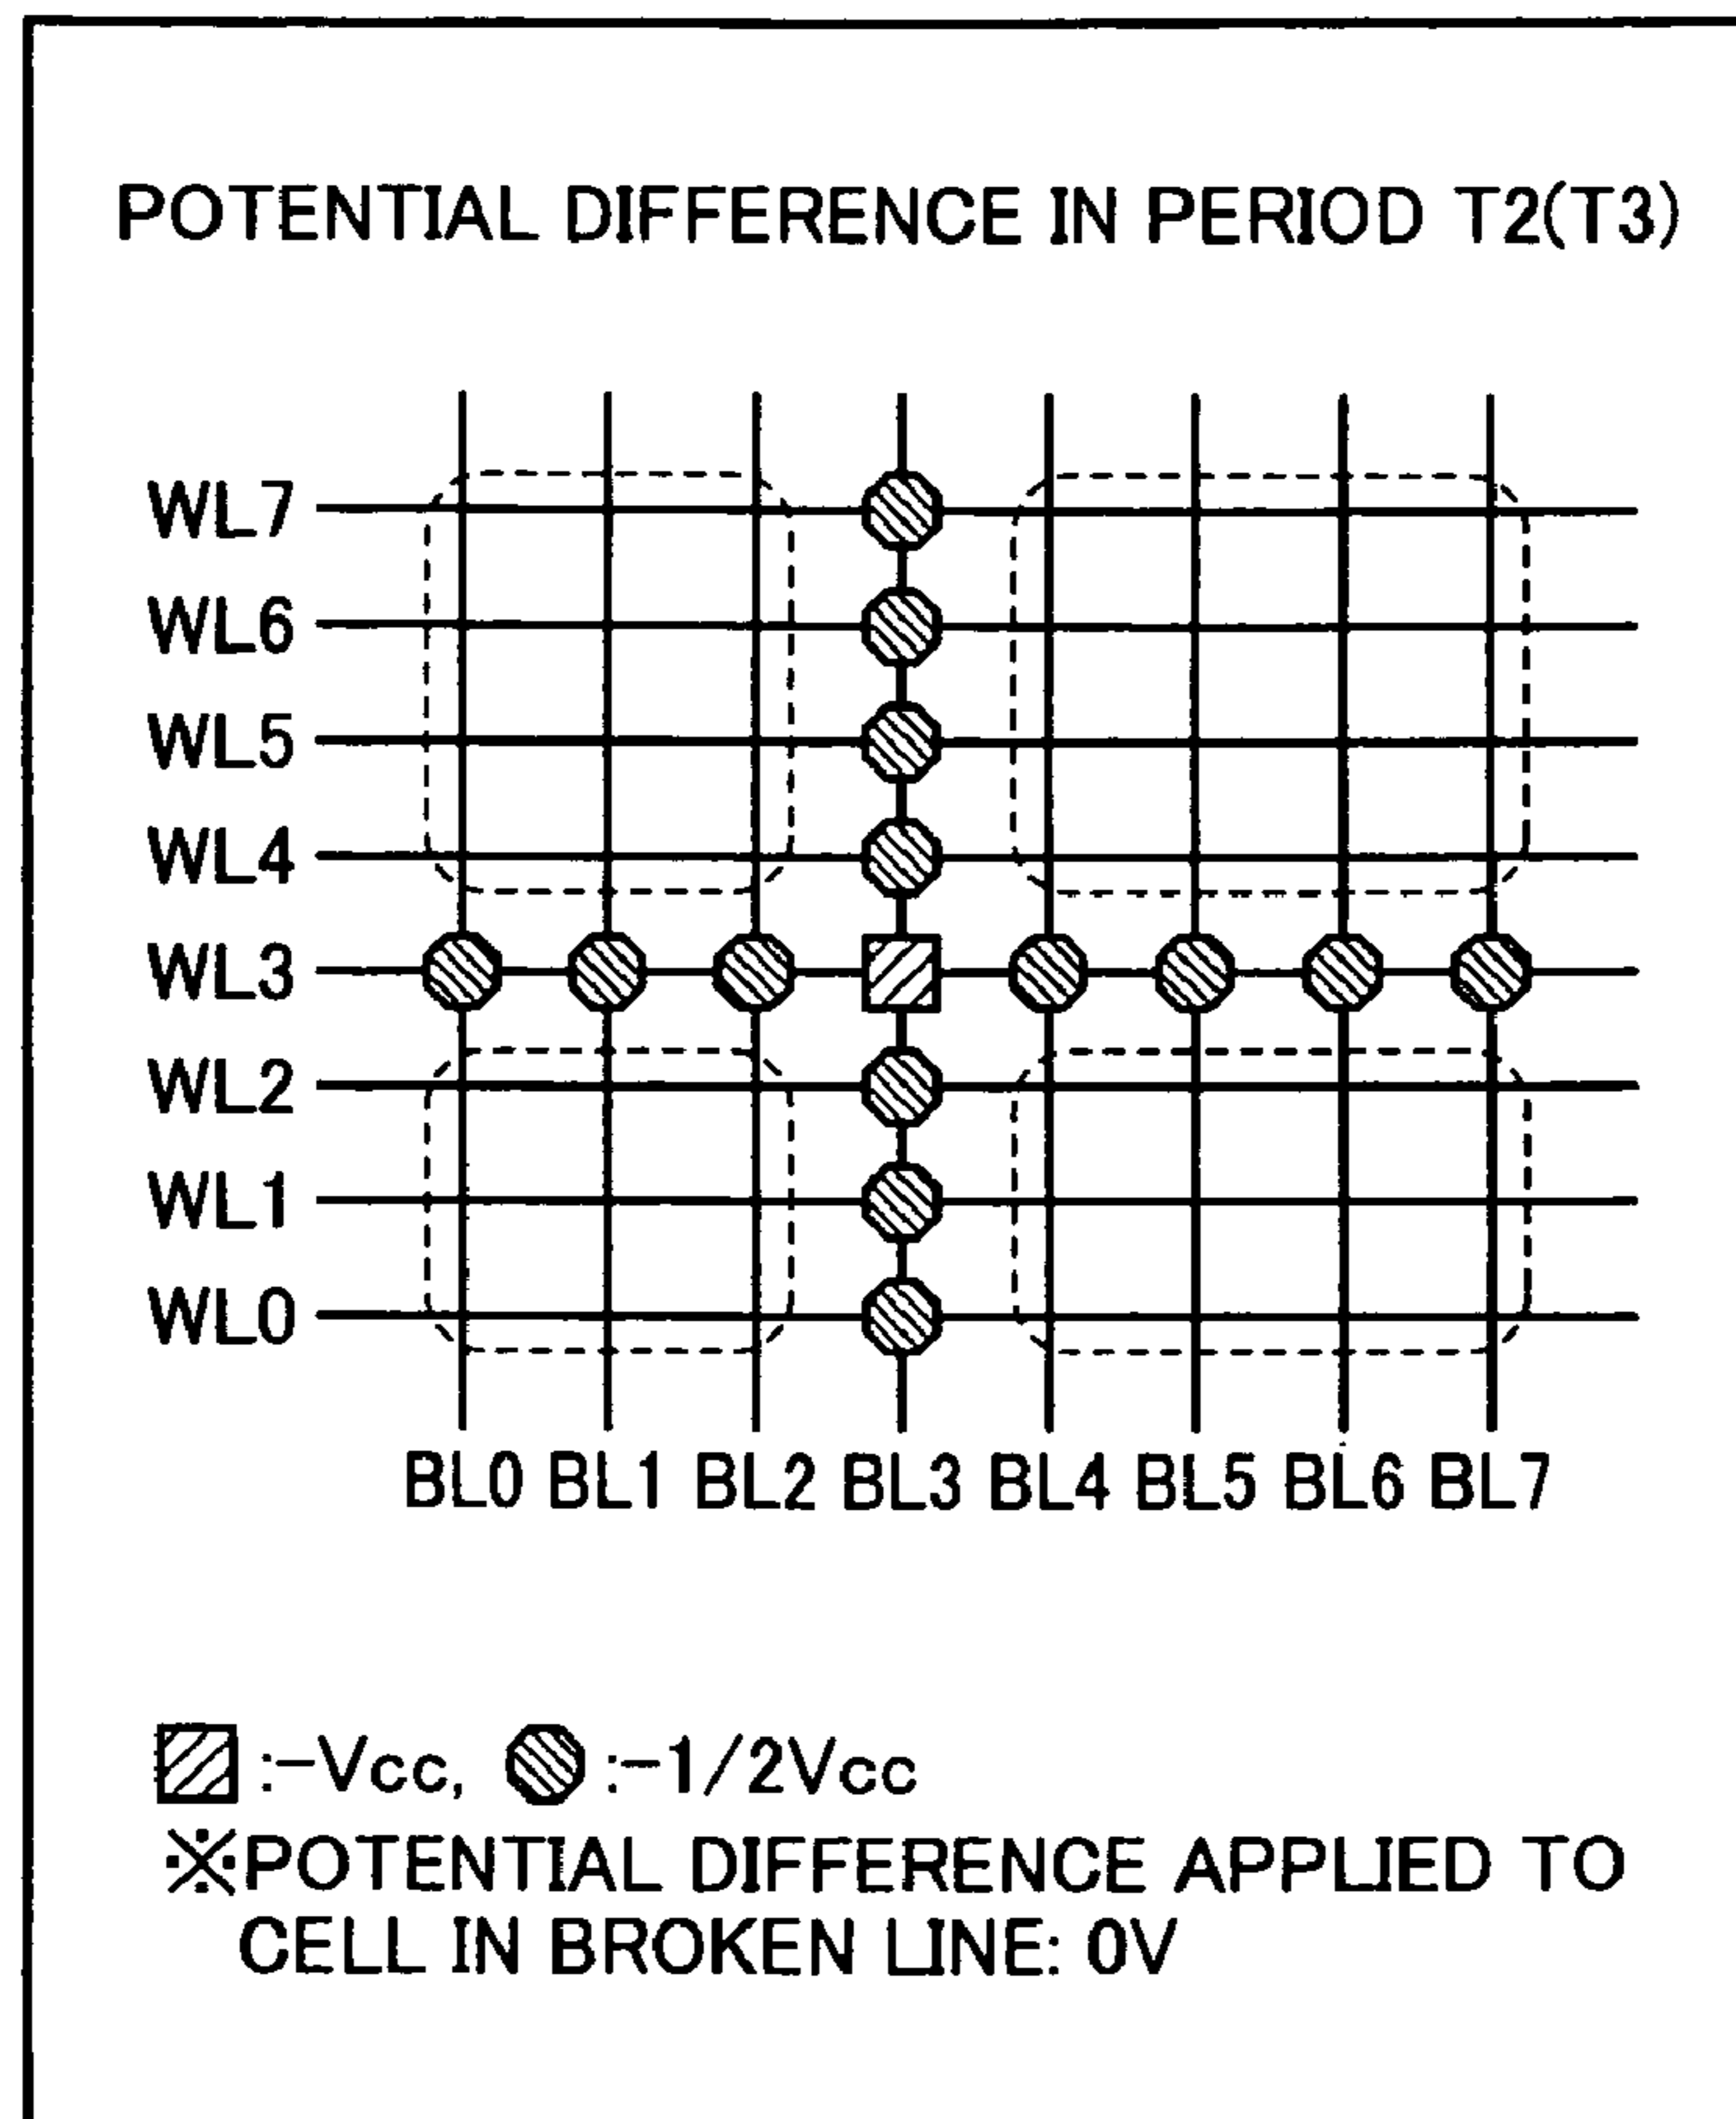 POTENTIAL DIFFERENCE IN PERIOD T2(T3)
WL7
WL6
WL5
WL4
WL3
WL2
WL1
WL0
BL0 BL1 BL2 BL3 BL4 BL5 BL6 BL7
:-Vcc, :-1/2Vcc
※POTENTIAL DIFFERENCE APPLIED TO
CELL IN BROKEN LINE: 0V